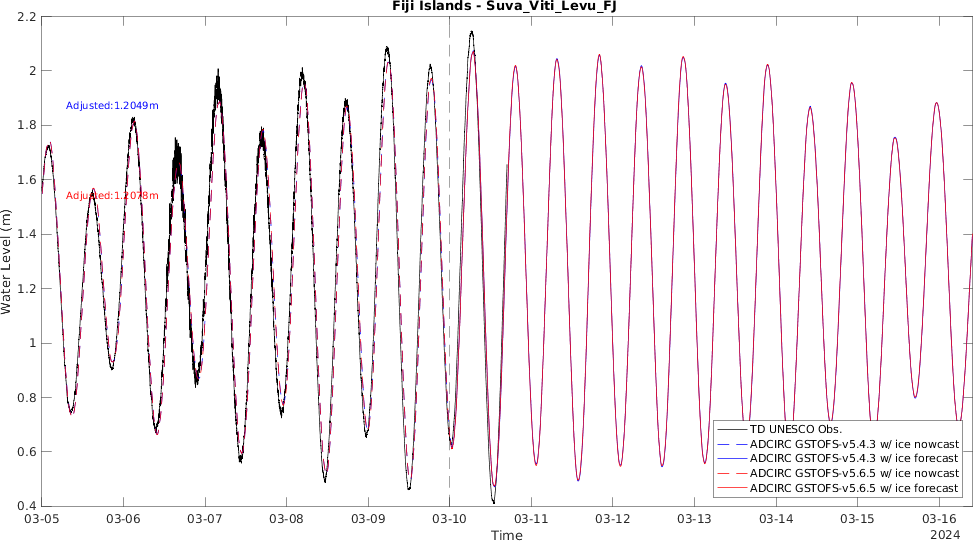 Fiji Islands - Suva_Viti_Levu_FJ
2.2
2
1.8
1.6
1.4
1.2
1
0.8
0.6
0.4
Water Level (m)
Adjusted:1.2049m
Adjusted:1.2078m
TD UNESCO Obs.
ADCIRC GSTOFS-v5.4.3 w/ ice nowcast
ADCIRC GSTOFS-v5.4.3 w/ ice forecast
ADCIRC GSTOFS-v5.6.5 w/ ice nowcast
ADCIRC GSTOFS-v5.6.5 w/ ice forecast
03-05 03-06 03-07 03-08 03-09 03-10 03-11 03-12 03-13 03-14 03-15 03-16
Time
2024